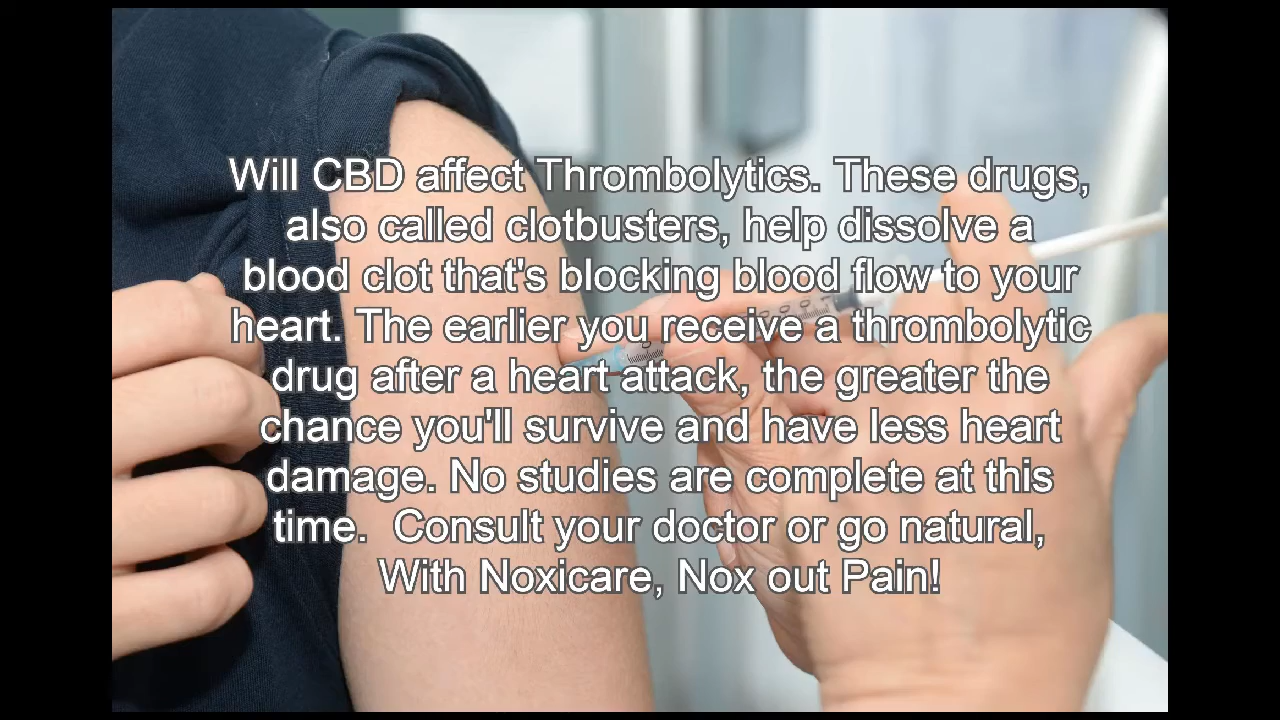 Will CBD affect Thrombolytics. These drugs,
also called clotbusters, help dissolve a
blood clot that's blocking blood flow to your
heart. The earlier you receive a thrombolytic
drug after a heart attack, the greater the
chance you'll survive and have less heart
damage. No studies are complete at this
time.  Consult your doctor or go natural,
With Noxicare, Nox out Pain!